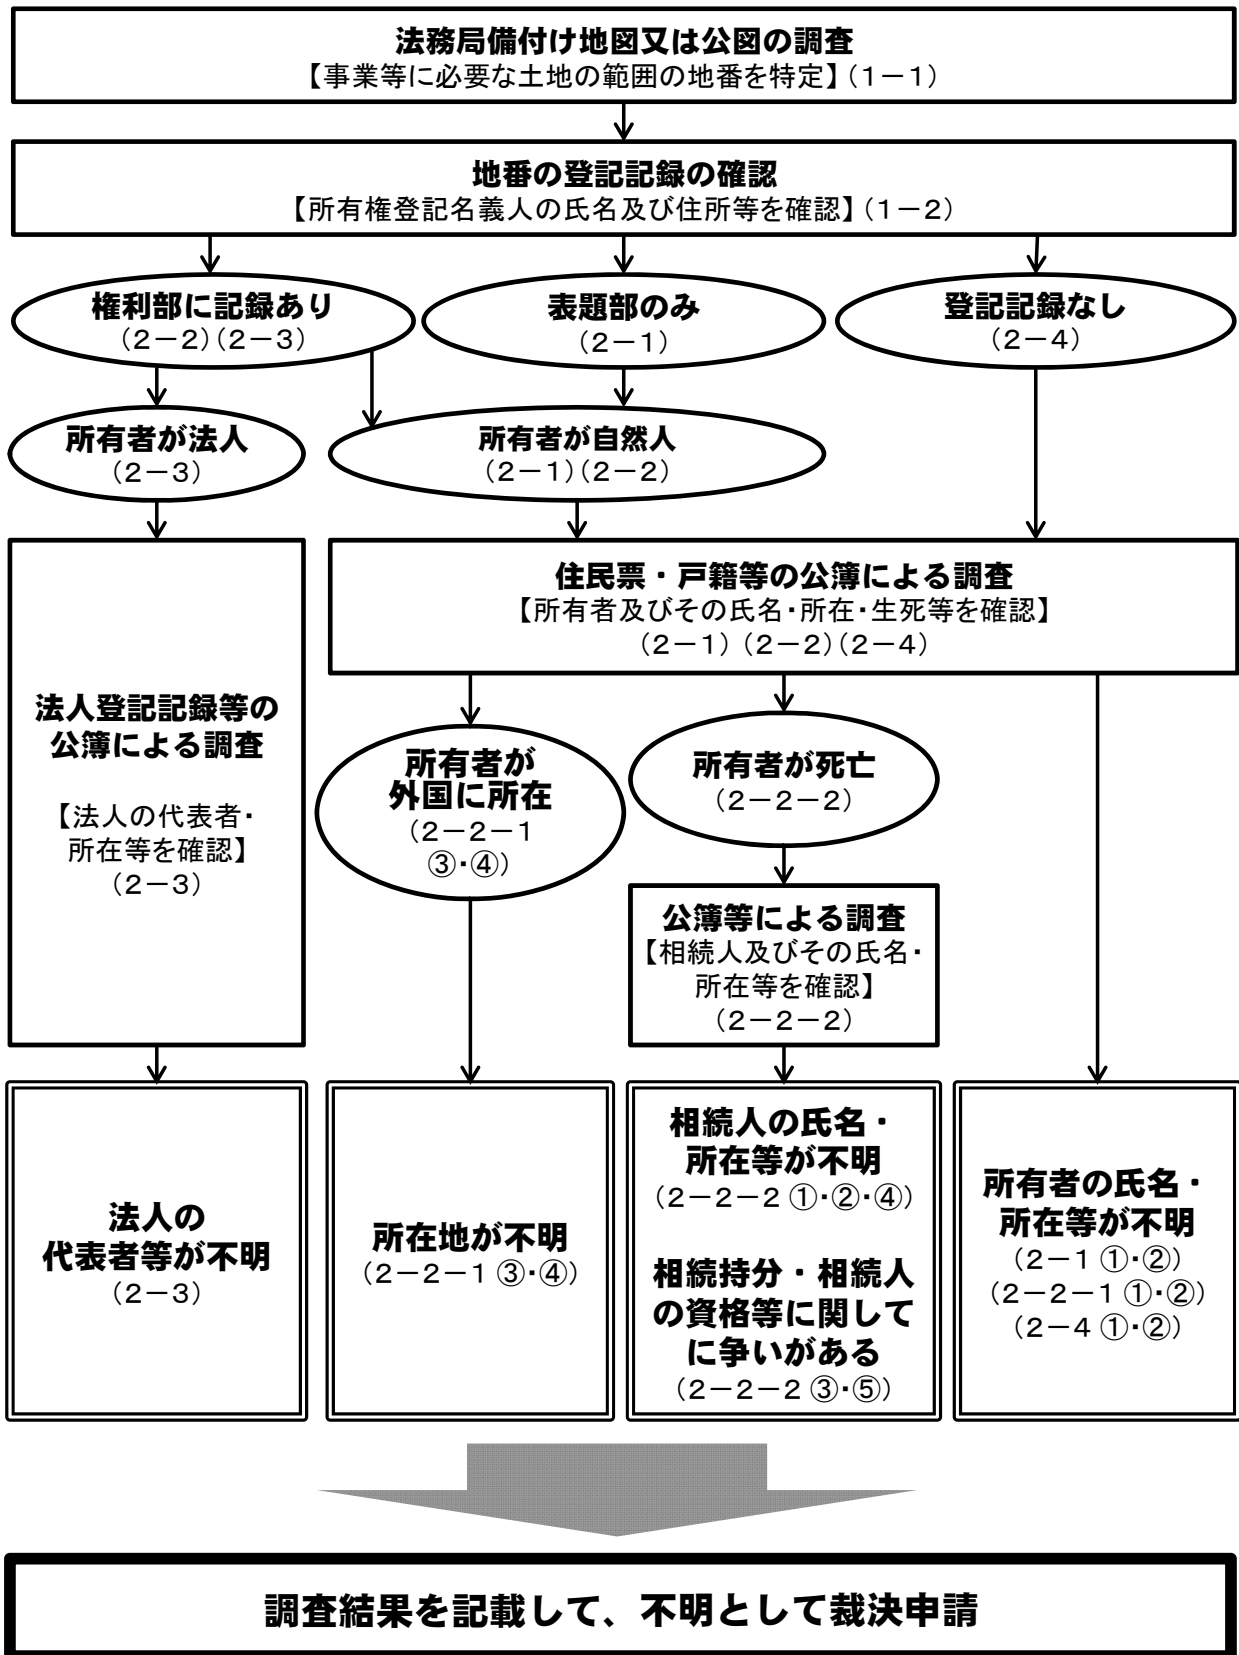 法務局備付け地図又は公図の調査
【事業等に必要な土地の範囲の地番を特定】(1－1)
地番の登記記録の確認
【所有権登記名義人の氏名及び住所等を確認】(1－2)
権利部に記録あり
(2－2)(2－3)
表題部のみ
(2－1)
登記記録なし
(2－4)
所有者が法人
(2－3)
所有者が自然人
(2－1)(2－2)
住民票・戸籍等の公簿による調査
【所有者及びその氏名・所在・生死等を確認】
(2－1) (2－2)(2－4)
法人登記記録等の
公簿による調査
【法人の代表者・
所在等を確認】
(2－3)
所有者が
外国に所在
(2－2－1
③・④)
所有者が死亡
(2－2－2)
公簿等による調査
【相続人及びその氏名・
所在等を確認】
(2－2－2)
法人の
代表者等が不明
(2－3)
所在地が不明
(2－2－1 ③・④)
相続人の氏名・
所在等が不明
(2－2－2 ①・②・④)
相続持分・相続人
の資格等に関して
に争いがある
(2－2－2 ③・⑤)
所有者の氏名・
所在等が不明
(2－1 ①・②)
(2－2－1 ①・②)
(2－4 ①・②)
調査結果を記載して、不明として裁決申請